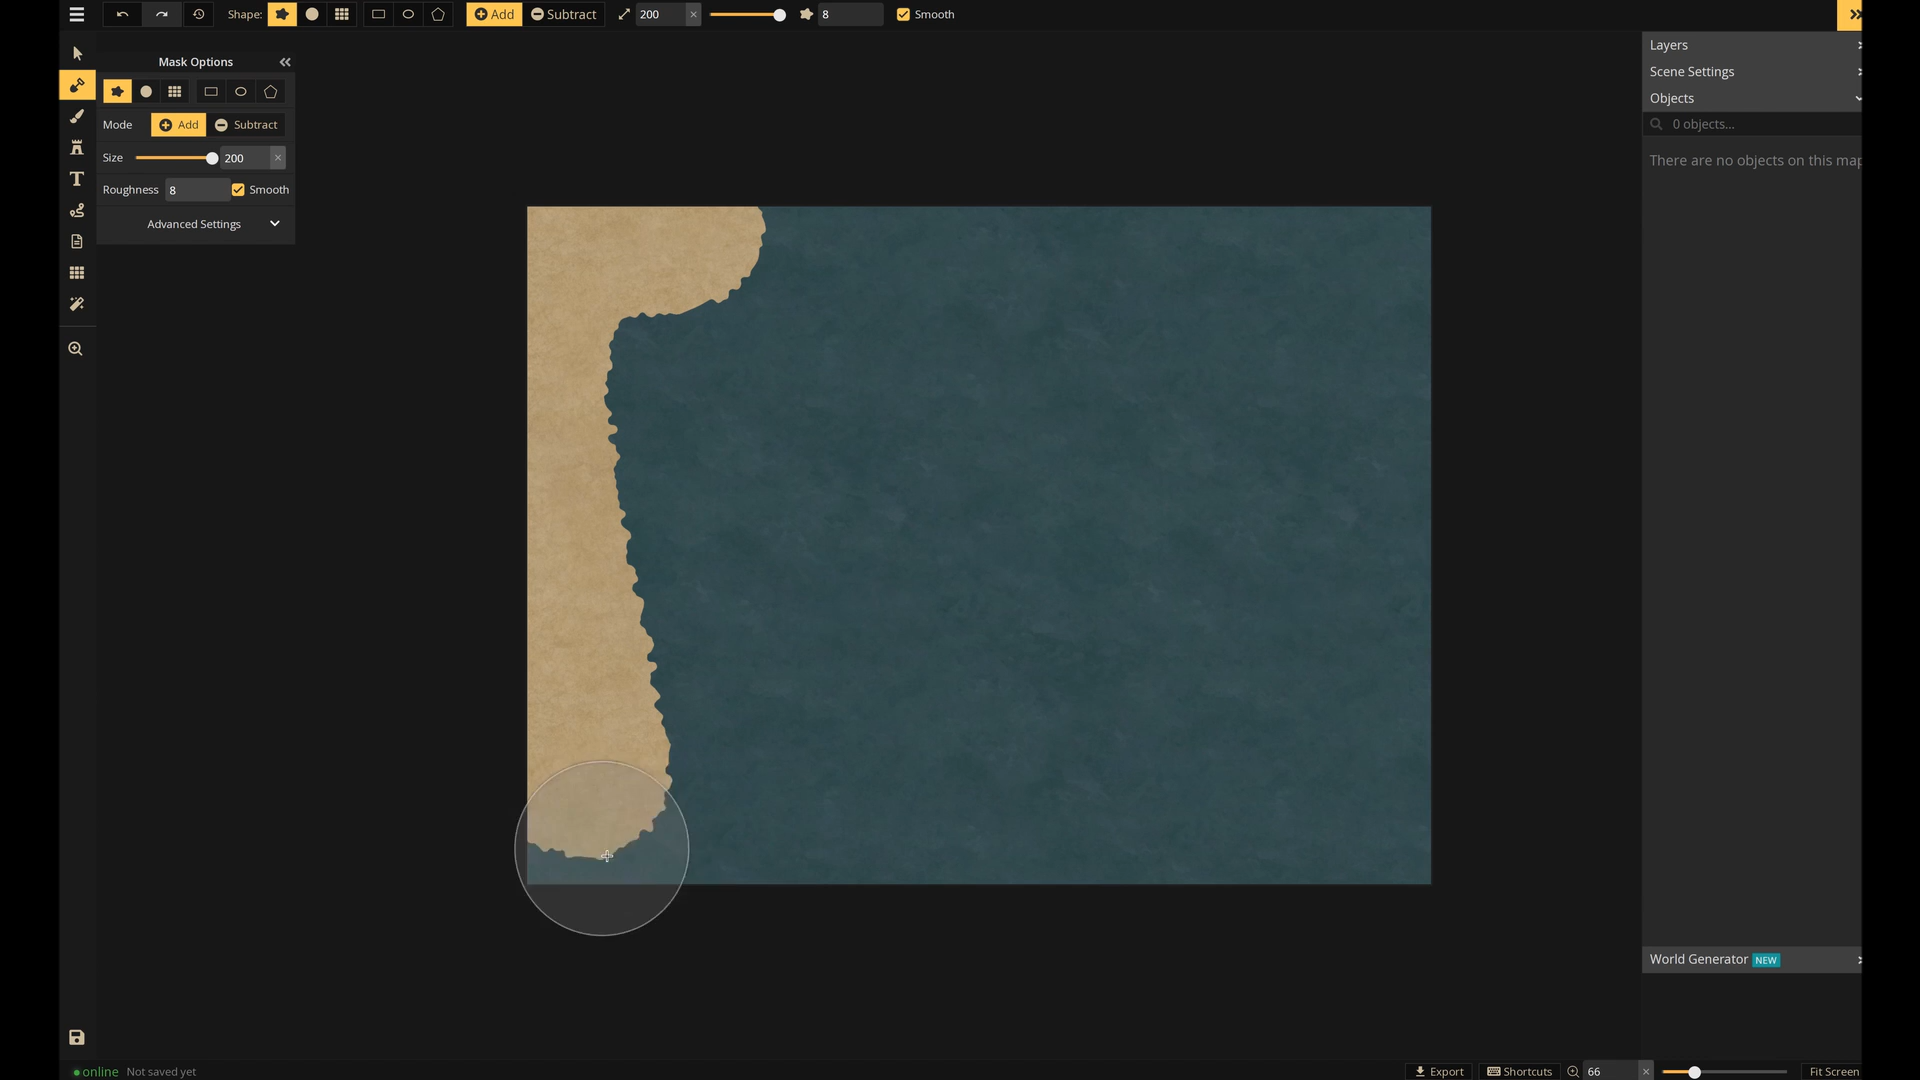 Shape: Add Subtract 200 × 8 Smooth
Mask Options
Mode Add Subtract
Size 200 ×
Roughness 8 Smooth
Advanced Settings
Layers
Scene Settings
Objects
0 objects...
There are no objects on this map
World Generator NEW
online Not saved yet
Export Shortcuts 66 × Fit Screen